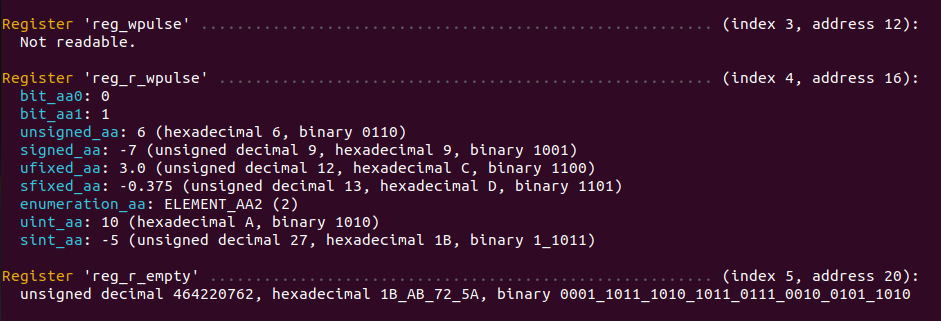 Register 'reg_wpulse' ......................................................... (index 3, address 12):
Not readable.
Register 'reg_r_wpulse' ....................................................... (index 4, address 16):
bit_aa0: 0
bit_aa1: 1
unsigned_aa: 6 (hexadecimal 6, binary 0110)
signed_aa: -7 (unsigned decimal 9, hexadecimal 9, binary 1001)
ufixed_aa: 3.0 (unsigned decimal 12, hexadecimal C, binary 1100)
sfixed_aa: -0.375 (unsigned decimal 13, hexadecimal D, binary 1101)
enumeration_aa: ELEMENT_AA2 (2)
uint_aa: 10 (hexadecimal A, binary 1010)
sint_aa: -5 (unsigned decimal 27, hexadecimal 1B, binary 1_1011)
Register 'reg_r_empty' ........................................................ (index 5, address 20):
unsigned decimal 464220762, hexadecimal 1B_AB_72_5A, binary 0001_1011_1010_1011_0111_0010_0101_1010